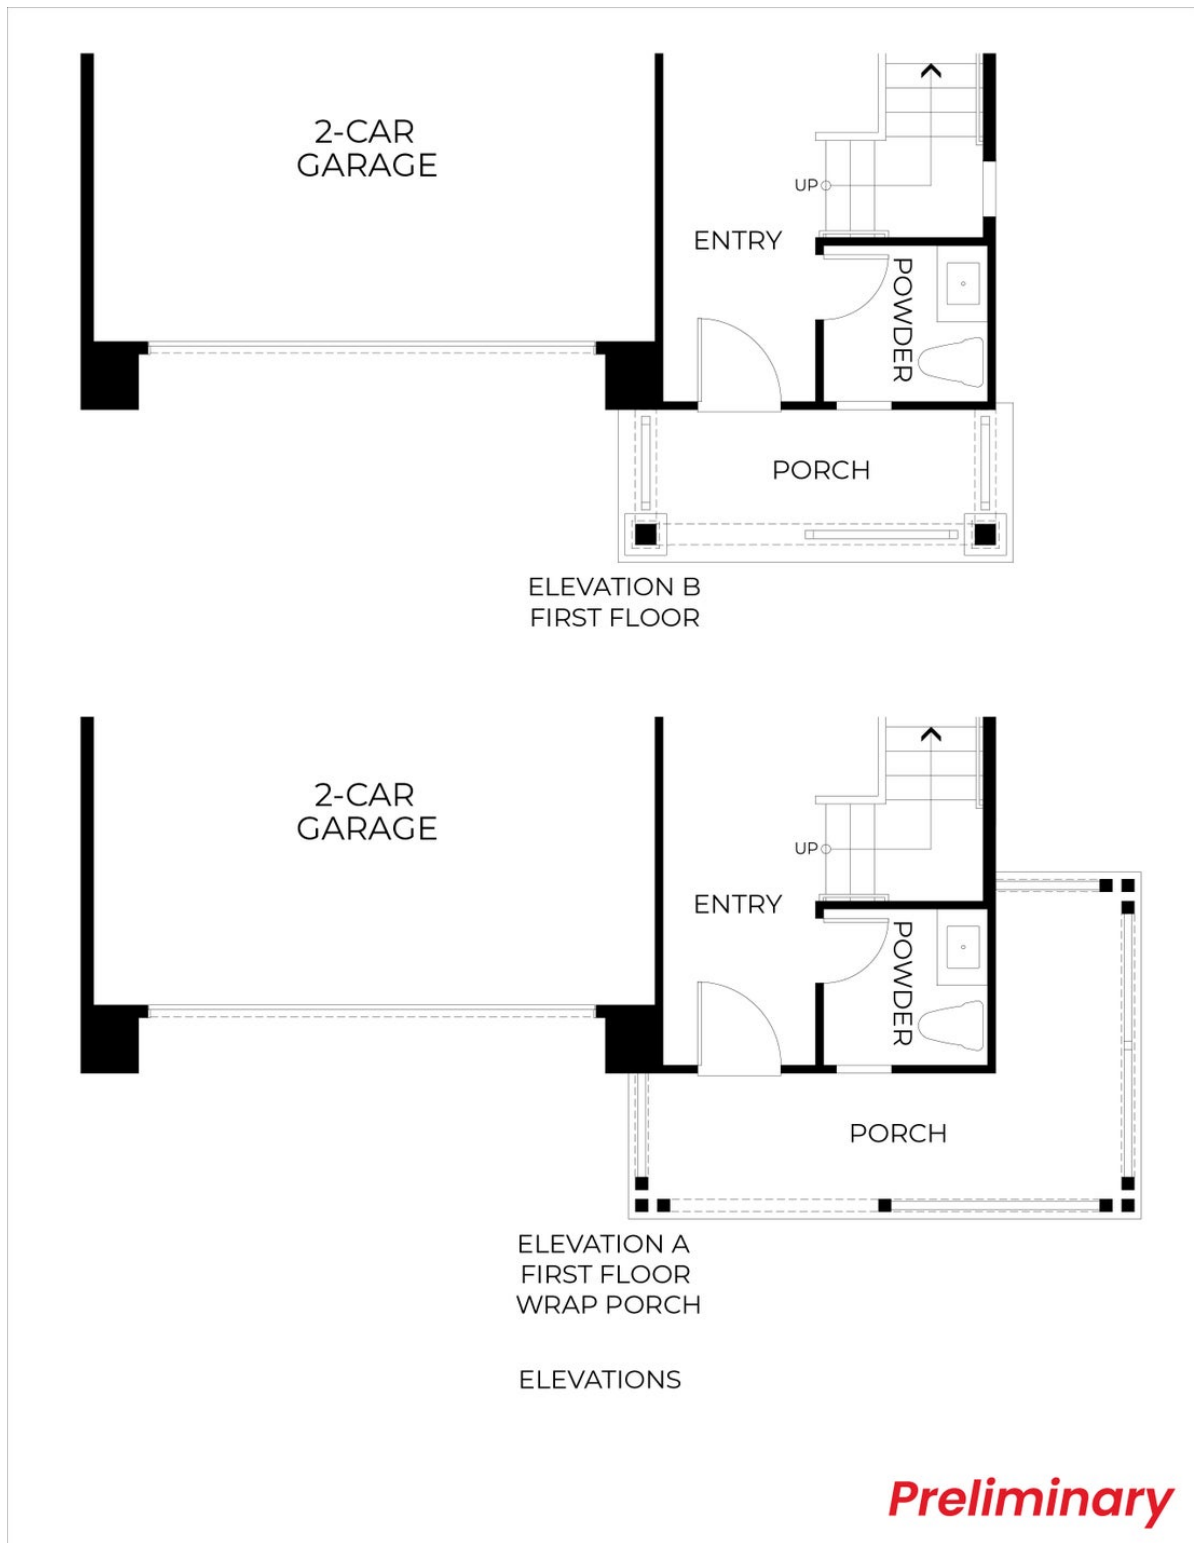 2-CAR
GARAGE
UP
ENTRY
POWDER
PORCH
ELEVATION B
FIRST FLOOR
2-CAR
GARAGE
UP
ENTRY
POWDER
PORCH
ELEVATION A
FIRST FLOOR
WRAP PORCH
ELEVATIONS
Preliminary